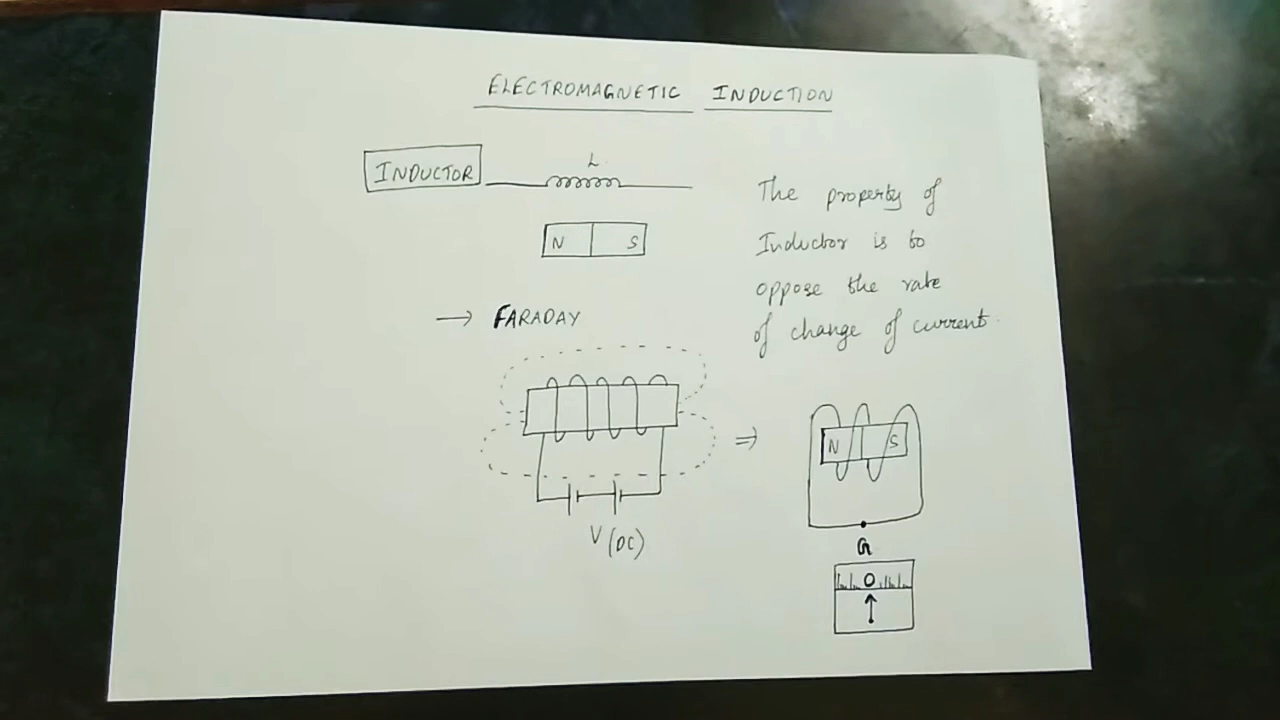 ELECTROMAGNETIC INDUCTION
INDUCTOR
L
N S
The property of
Inductor is to
oppose the rate
of change of current.
→ FARADAY
⇒
N S
V (DC)
G
0